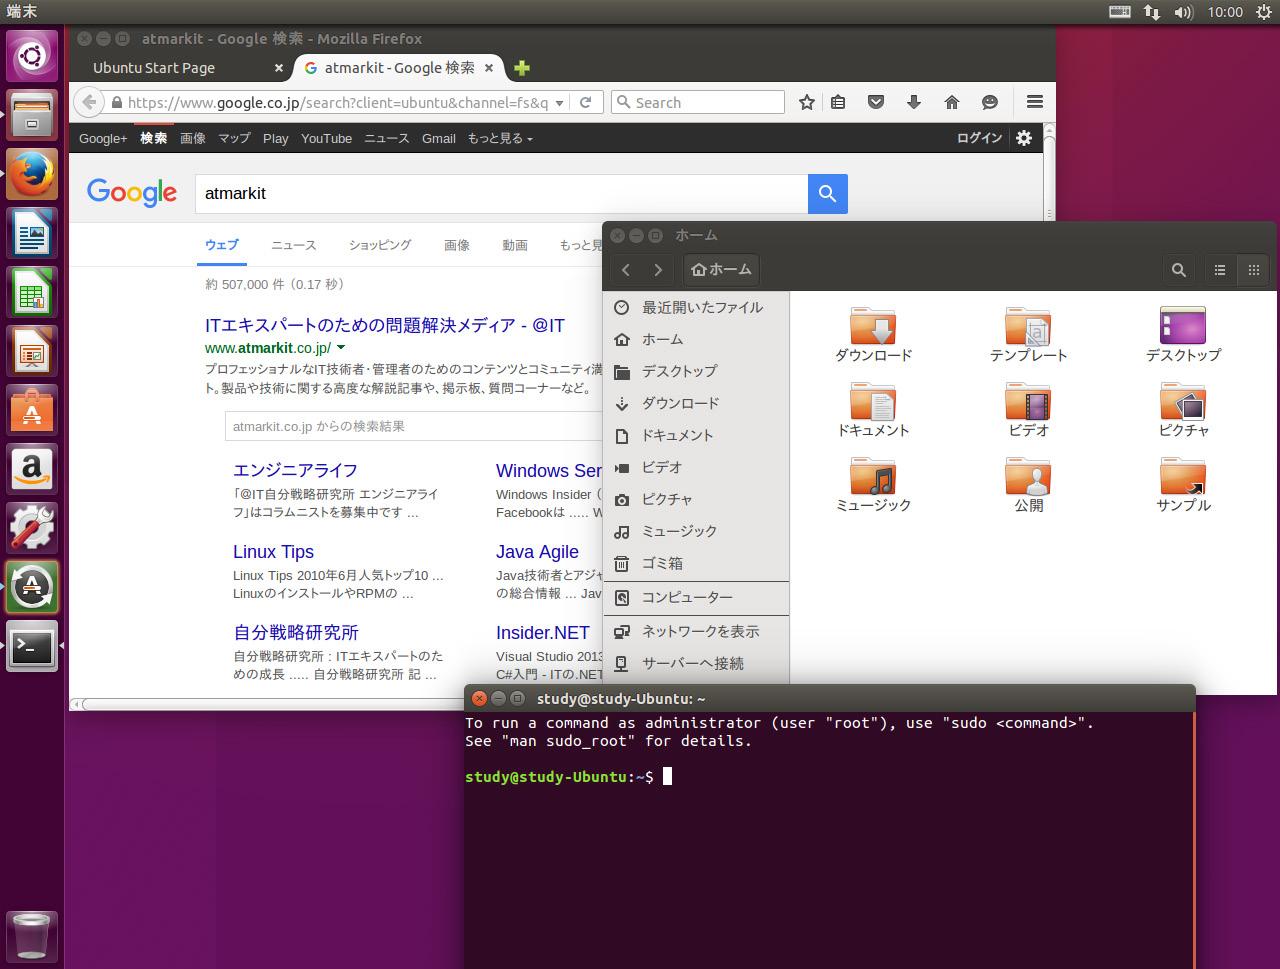 端末
10:00
atmarkit - Google 検索 - Mozilla Firefox
Ubuntu Start Page
atmarkit - Google 検索
https://www.google.co.jp/search?client=ubuntu&channel=fs&q
Search
Google+ 検索 画像 マップ Play YouTube ニュース Gmail もっと見る
ログイン
Google
atmarkit
ウェブ ニュース ショッピング 画像 動画 もっと見
約 507,000 件 (0.17 秒)
ITエキスパートのための問題解決メディア - @IT
www.atmarkit.co.jp/
プロフェッショナルなIT技術者・管理者のためのコンテンツとコミュニティ満
ト。製品や技術に関する高度な解説記事や、掲示板、質問コーナーなど。
atmarkit.co.jp からの検索結果
エンジニアライフ
「@IT自分戦略研究所 エンジニアライ
フ」はコラムニストを募集中です ...
Windows Ser
Windows Insider (
Facebookは ..... W
Linux Tips
Linux Tips 2010年6月人気トップ10 ...
LinuxのインストールやRPMの ...
Java Agile
Java技術者とアジャ
の総合情報 ... Jav
自分戦略研究所
自分戦略研究所 : ITエキスパートのた
めの成長 ..... 自分戦略研究所 記 ...
Insider.NET
Visual Studio 2013
C#入門 - ITの.NET
ホーム
ホーム
最近開いたファイル
ホーム
デスクトップ
ダウンロード
ドキュメント
ビデオ
ピクチャ
ミュージック
ゴミ箱
コンピューター
ネットワークを表示
サーバーへ接続
ダウンロード テンプレート デスクトップ
ドキュメント ビデオ ピクチャ
ミュージック 公開 サンプル
study@study-Ubuntu: ~
To run a command as administrator (user "root"), use "sudo <command>".
See "man sudo_root" for details.
study@study-Ubuntu:~$